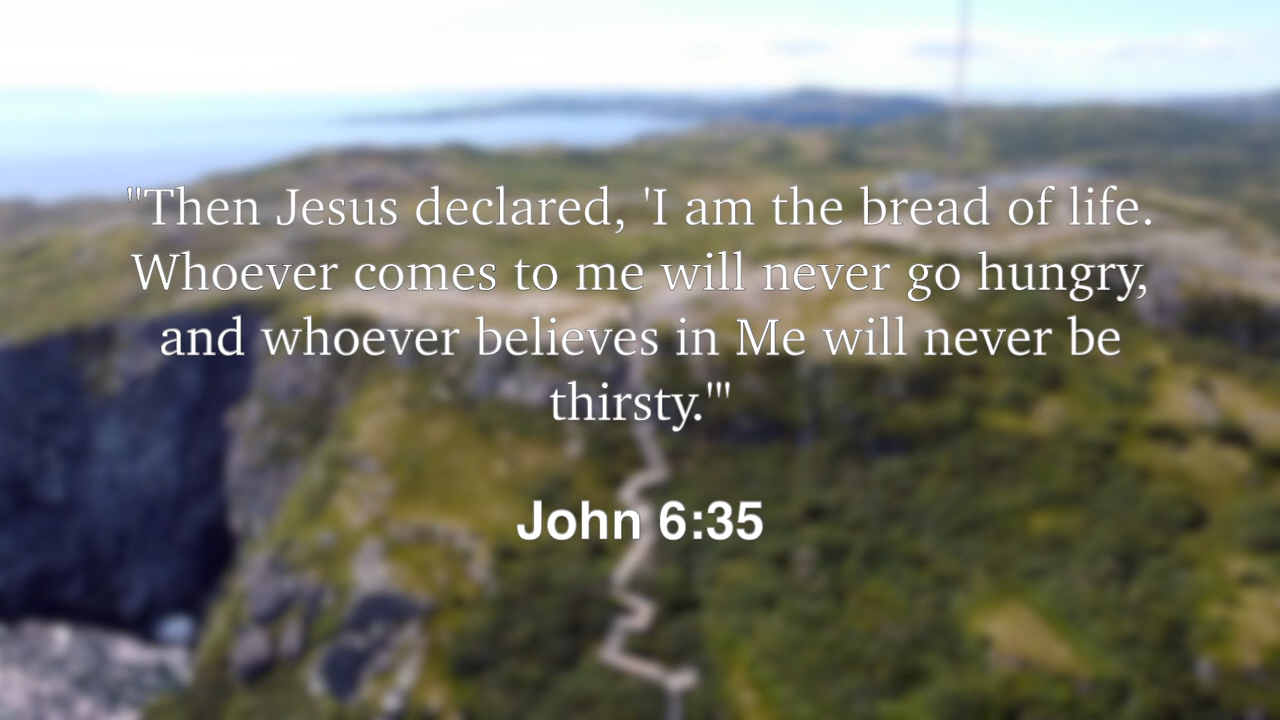 "Then Jesus declared, 'I am the bread of life.
Whoever comes to me will never go hungry,
and whoever believes in Me will never be
thirsty.'"
John 6:35